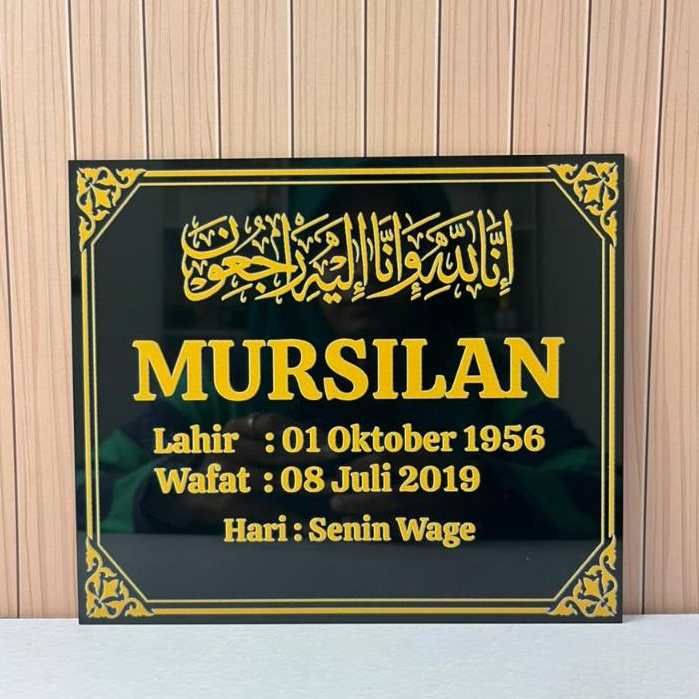 إِنَّا لِلَّهِ وَإِنَّا إِلَيْهِ رَاجِعُونَ
MURSILAN
Lahir : 01 Oktober 1956
Wafat : 08 Juli 2019
Hari : Senin Wage